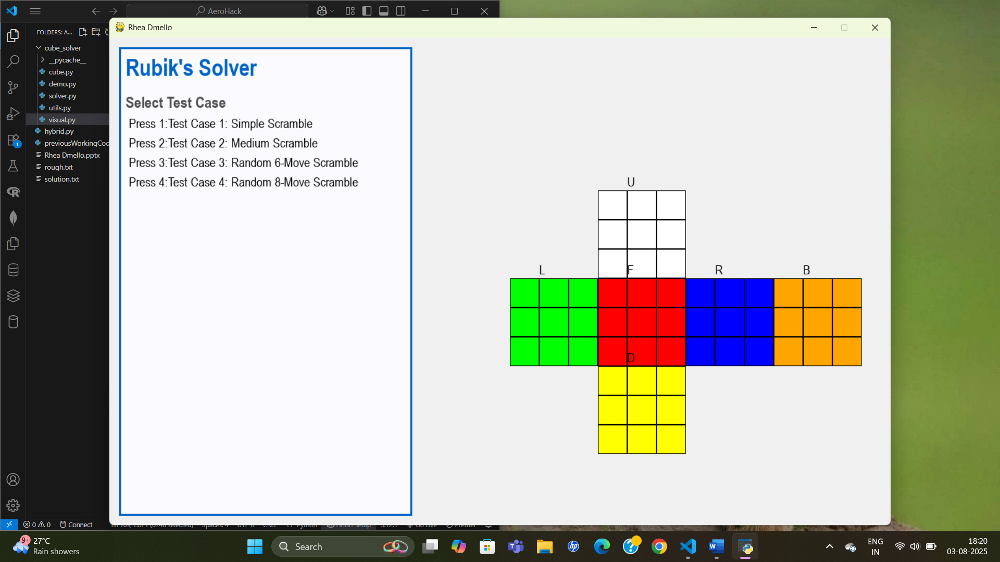 AeroHack
Rhea Dmello
FOLDERS: A...
cube_solver
__pycache__
cube.py
demo.py
solver.py
utils.py
visual.py
hybrid.py
previousWorkingCod
Rhea Dmello.pptx
rough.txt
solution.txt
1
Rubik's Solver
Select Test Case
Press 1:Test Case 1: Simple Scramble
Press 2:Test Case 2: Medium Scramble
Press 3:Test Case 3: Random 6-Move Scramble
Press 4:Test Case 4: Random 8-Move Scramble
U
L
F
R
B
D
0
0
Connect
9+
27°C
Rain showers
Search
ENG
IN
18:20
03-08-2025